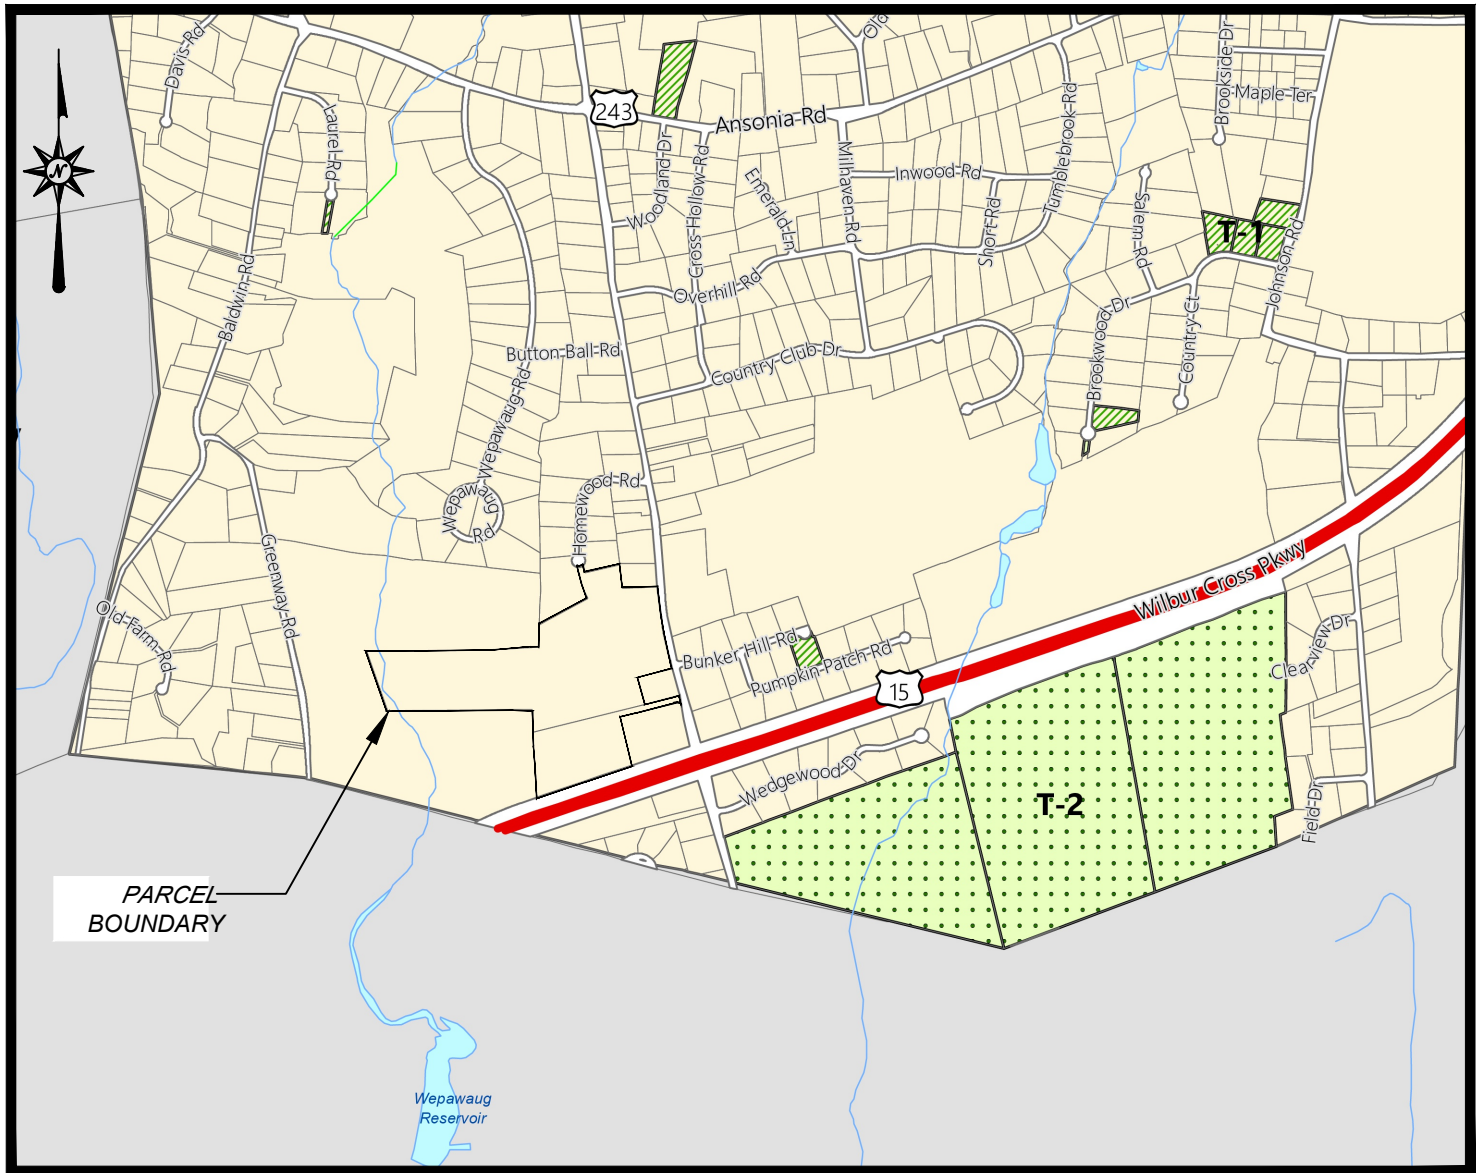 Davis-Rd
Old
Brookside-Dr
Maple Ter
243
Ansonia Rd
Laurel-Rd
Woodland-Dr
Cross-Hollow-Rd
Emerald-Ln
Milhaven-Rd
Inwood-Rd
Short-Rd
Tumblebrook-Rd
Salem-Rd
T-1
Johnson-Rd
N
Baldwin-Rd
Overhill-Rd
Button-Ball-Rd
Country-Club-Dr
Brookwood-Dr
Country-Ct
Wepawaug-Rd
Wepawaug
Rd
Homewood-Rd
Greenway-Rd
Old-Farm-Rd
Wilbur Cross Pkwy
Bunker Hill-Rd
Pumpkin-Patch-Rd
Clearview-Dr
15
Wedgewood-Dr
T-2
Field-Dr
PARCEL
BOUNDARY
Wepawaug
Reservoir